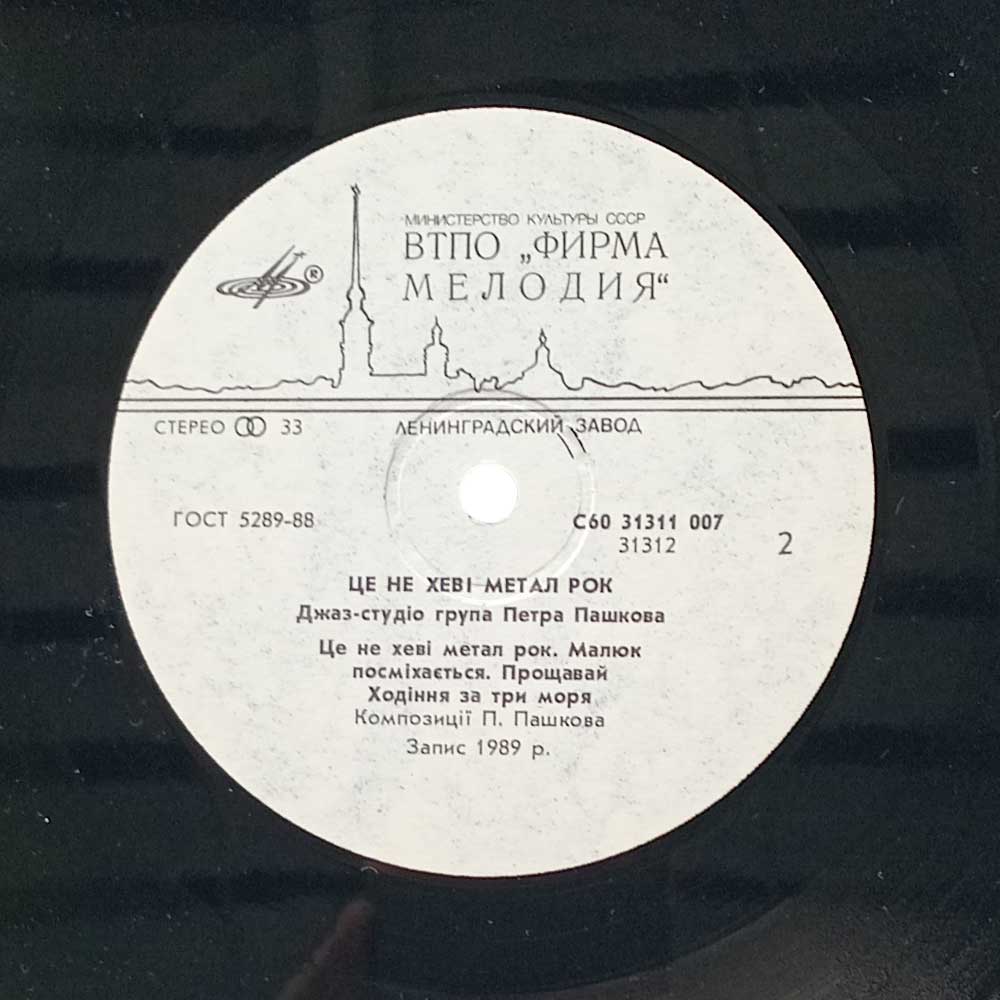 МИНИСТЕРСТВО КУЛЬТУРЫ СССР
ВТПО „ФИРМА
МЕЛОДИЯ“
®
СТЕРЕО 33
ЛЕНИНГРАДСКИЙ ЗАВОД
ГОСТ 5289-88
С60 31311 007
31312
2
ЦЕ НЕ ХЕВІ МЕТАЛ РОК
Джаз-студіо група Петра Пашкова
Це не хеві метал рок. Малюк
посміхається. Прощавай
Ходіння за три моря
Композиції П. Пашкова
Запис 1989 р.